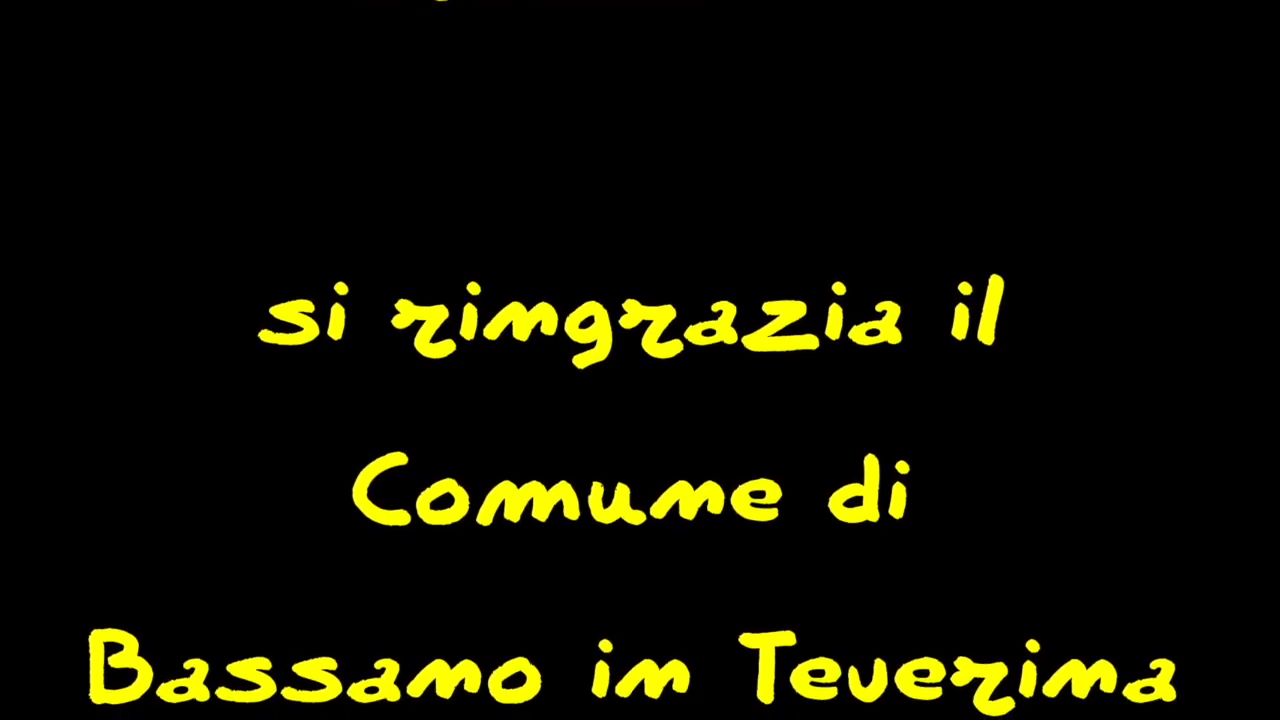 si ringrazia il
Comune di
Bassano in Teverina